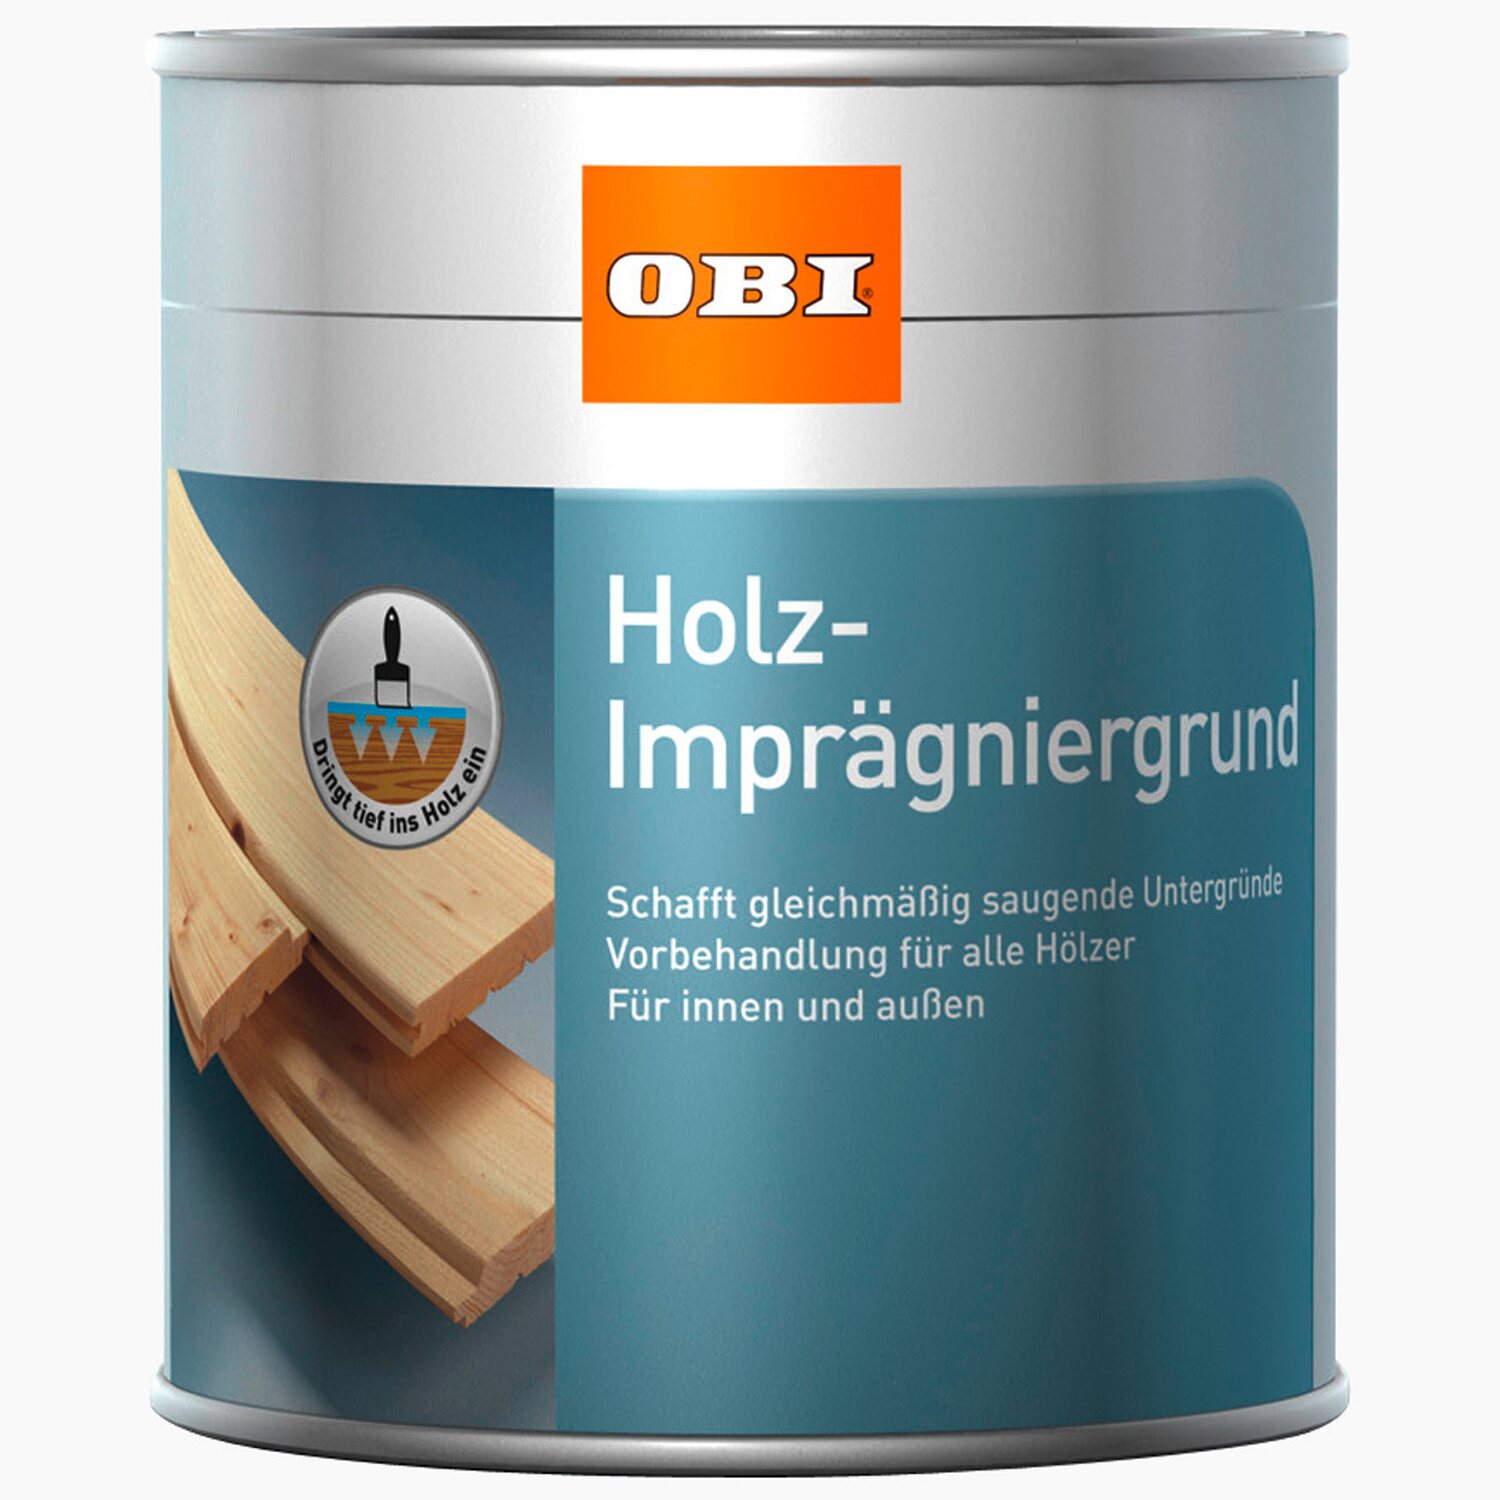 OBI®
Holz-
Imprägniergrund
Schafft gleichmäßig saugende Untergründe
Vorbehandlung für alle Hölzer
Für innen und außen
Dringt tief ins Holz ein